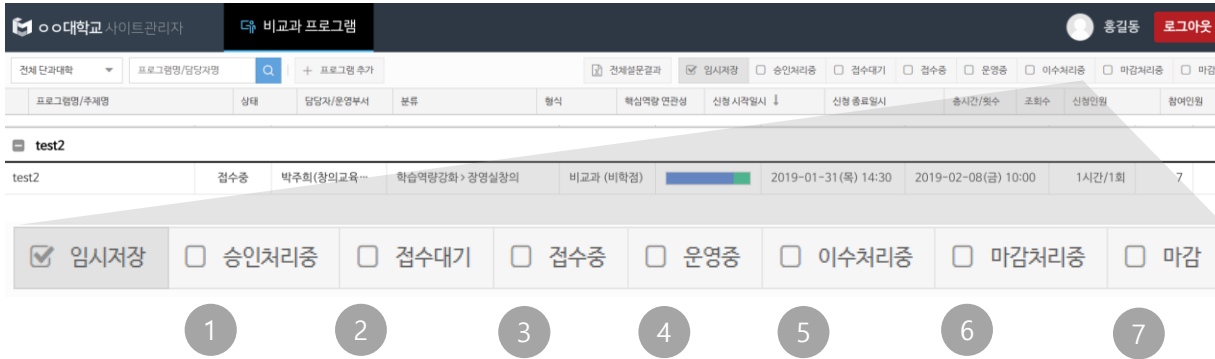 ㅇㅇ대학교 사이트관리자 비교과 프로그램 홍길동 로그아웃
전체 단과대학 프로그램명/담당자명 + 프로그램 추가 전체설문결과 임시저장 승인처리중 접수대기 접수중 운영중 이수처리중 마감처리중 마감
프로그램명/주제명 상태 담당자/운영부서 분류 형식 핵심역량 연관성 신청 시작일시 ↓ 신청 종료일시 총시간/횟수 조회수 신청인원 참여인원
test2
test2 접수중 박주희(창의교육… 학습역량강화 › 장영실창의 비교과 (비학점) 2019-01-31(목) 14:30 2019-02-08(금) 10:00 1시간/1회 7
임시저장 승인처리중 접수대기 접수중 운영중 이수처리중 마감처리중 마감
1 2 3 4 5 6 7